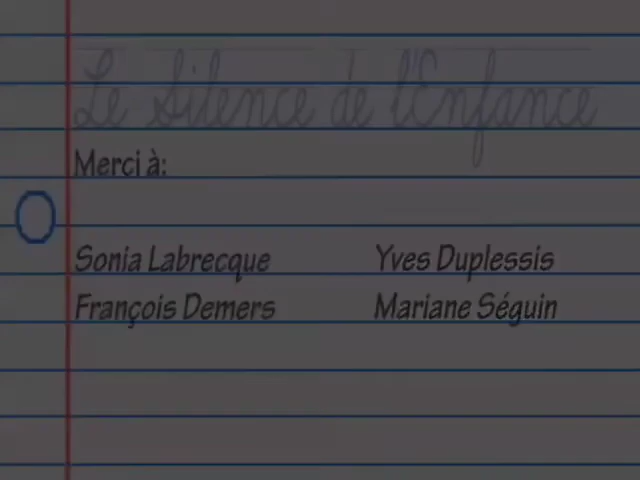 Le Silence de l'Enfance
Merci à:
Sonia Labrecque Yves Duplessis
François Demers Mariane Séguin